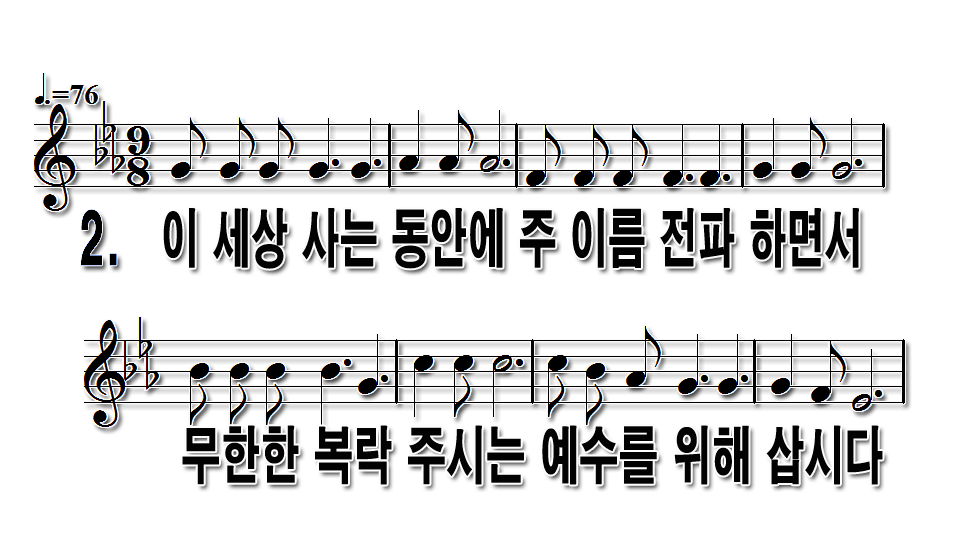 ♩.=76
9
8
2. 이 세상 사는 동안에 주 이름 전파 하면서
무한한 복락 주시는 예수를 위해 삽시다